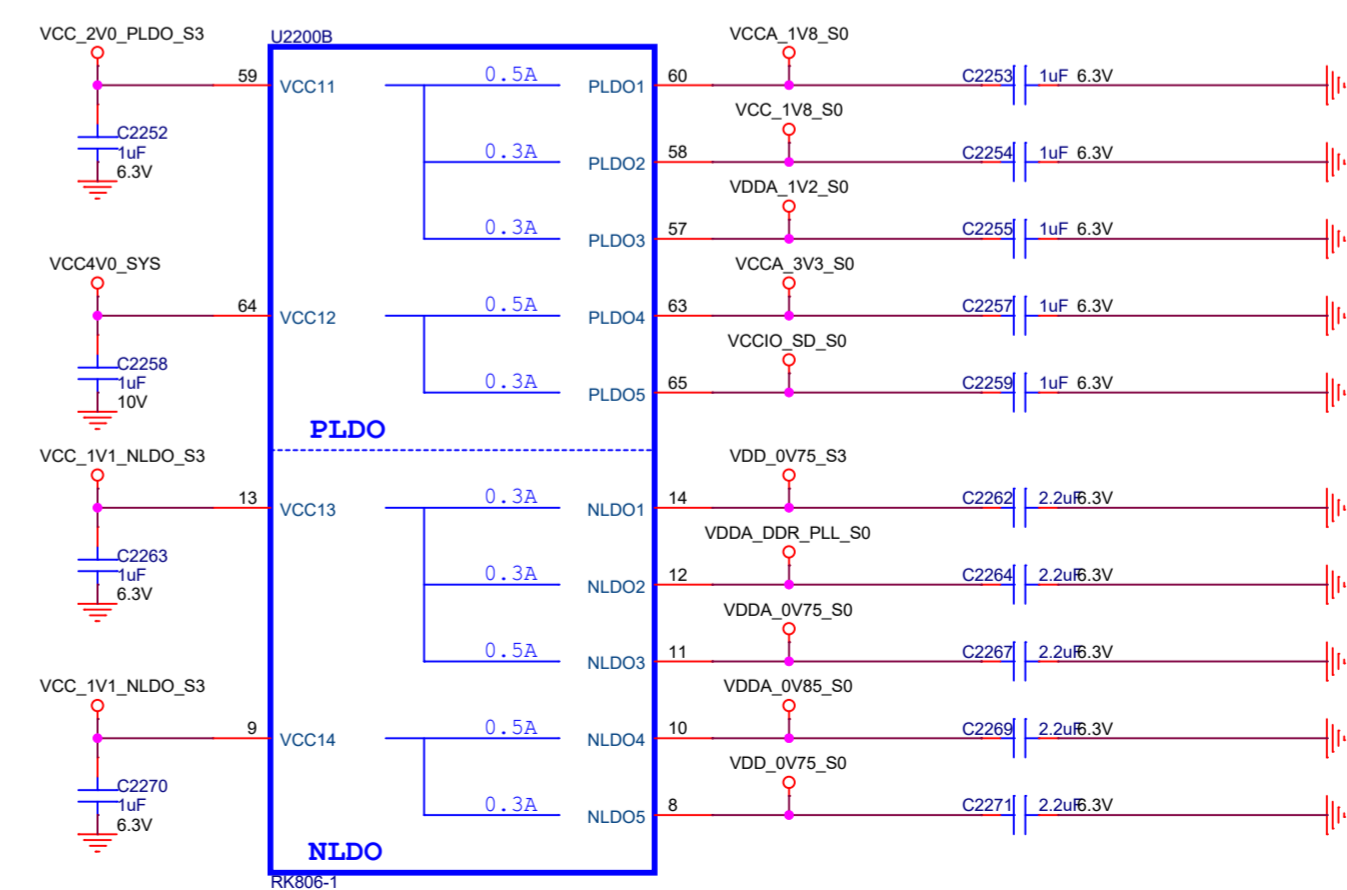 VCC_2V0_PLDO_S3
U2200B
VCCA_1V8_S0
59
VCC11
0.5A
PLDO1
60
C2253
1uF
6.3V
C2252
1uF
6.3V
VCC_1V8_S0
0.3A
PLDO2
58
C2254
1uF
6.3V
VDDA_1V2_S0
0.3A
PLDO3
57
C2255
1uF
6.3V
VCC4V0_SYS
VCCA_3V3_S0
64
VCC12
0.5A
PLDO4
63
C2257
1uF
6.3V
C2258
1uF
10V
VCCIO_SD_S0
0.3A
PLDO5
65
C2259
1uF
6.3V
PLDO
VCC_1V1_NLDO_S3
VDD_0V75_S3
13
VCC13
0.3A
NLDO1
14
C2262
2.2uF
6.3V
C2263
1uF
6.3V
VDDA_DDR_PLL_S0
0.3A
NLDO2
12
C2264
2.2uF
6.3V
VDDA_0V75_S0
0.5A
NLDO3
11
C2267
2.2uF
6.3V
VCC_1V1_NLDO_S3
VDDA_0V85_S0
9
VCC14
0.5A
NLDO4
10
C2269
2.2uF
6.3V
C2270
1uF
6.3V
VDD_0V75_S0
0.3A
NLDO5
8
C2271
2.2uF
6.3V
NLDO
RK806-1